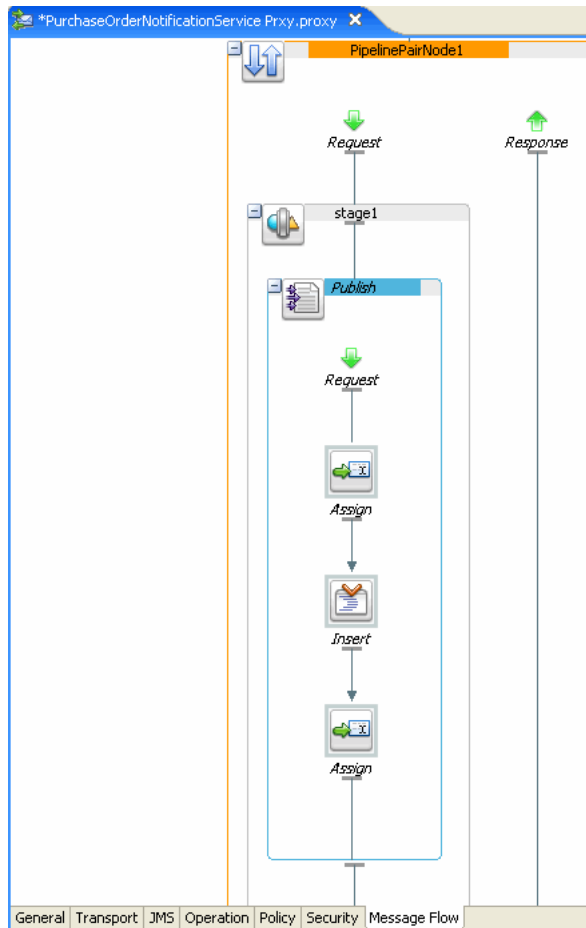 *PurchaseOrderNotificationService Prxy.proxy
PipelinePairNode1
Request
Response
stage1
Publish
Request
Assign
Insert
Assign
General Transport JMS Operation Policy Security Message Flow